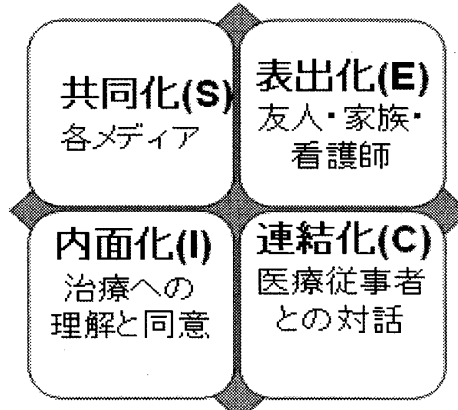 共同化(S)
各メディア
表出化(E)
友人・家族・
看護師
内面化(I)
治療への
理解と同意
連結化(C)
医療従事者
との対話